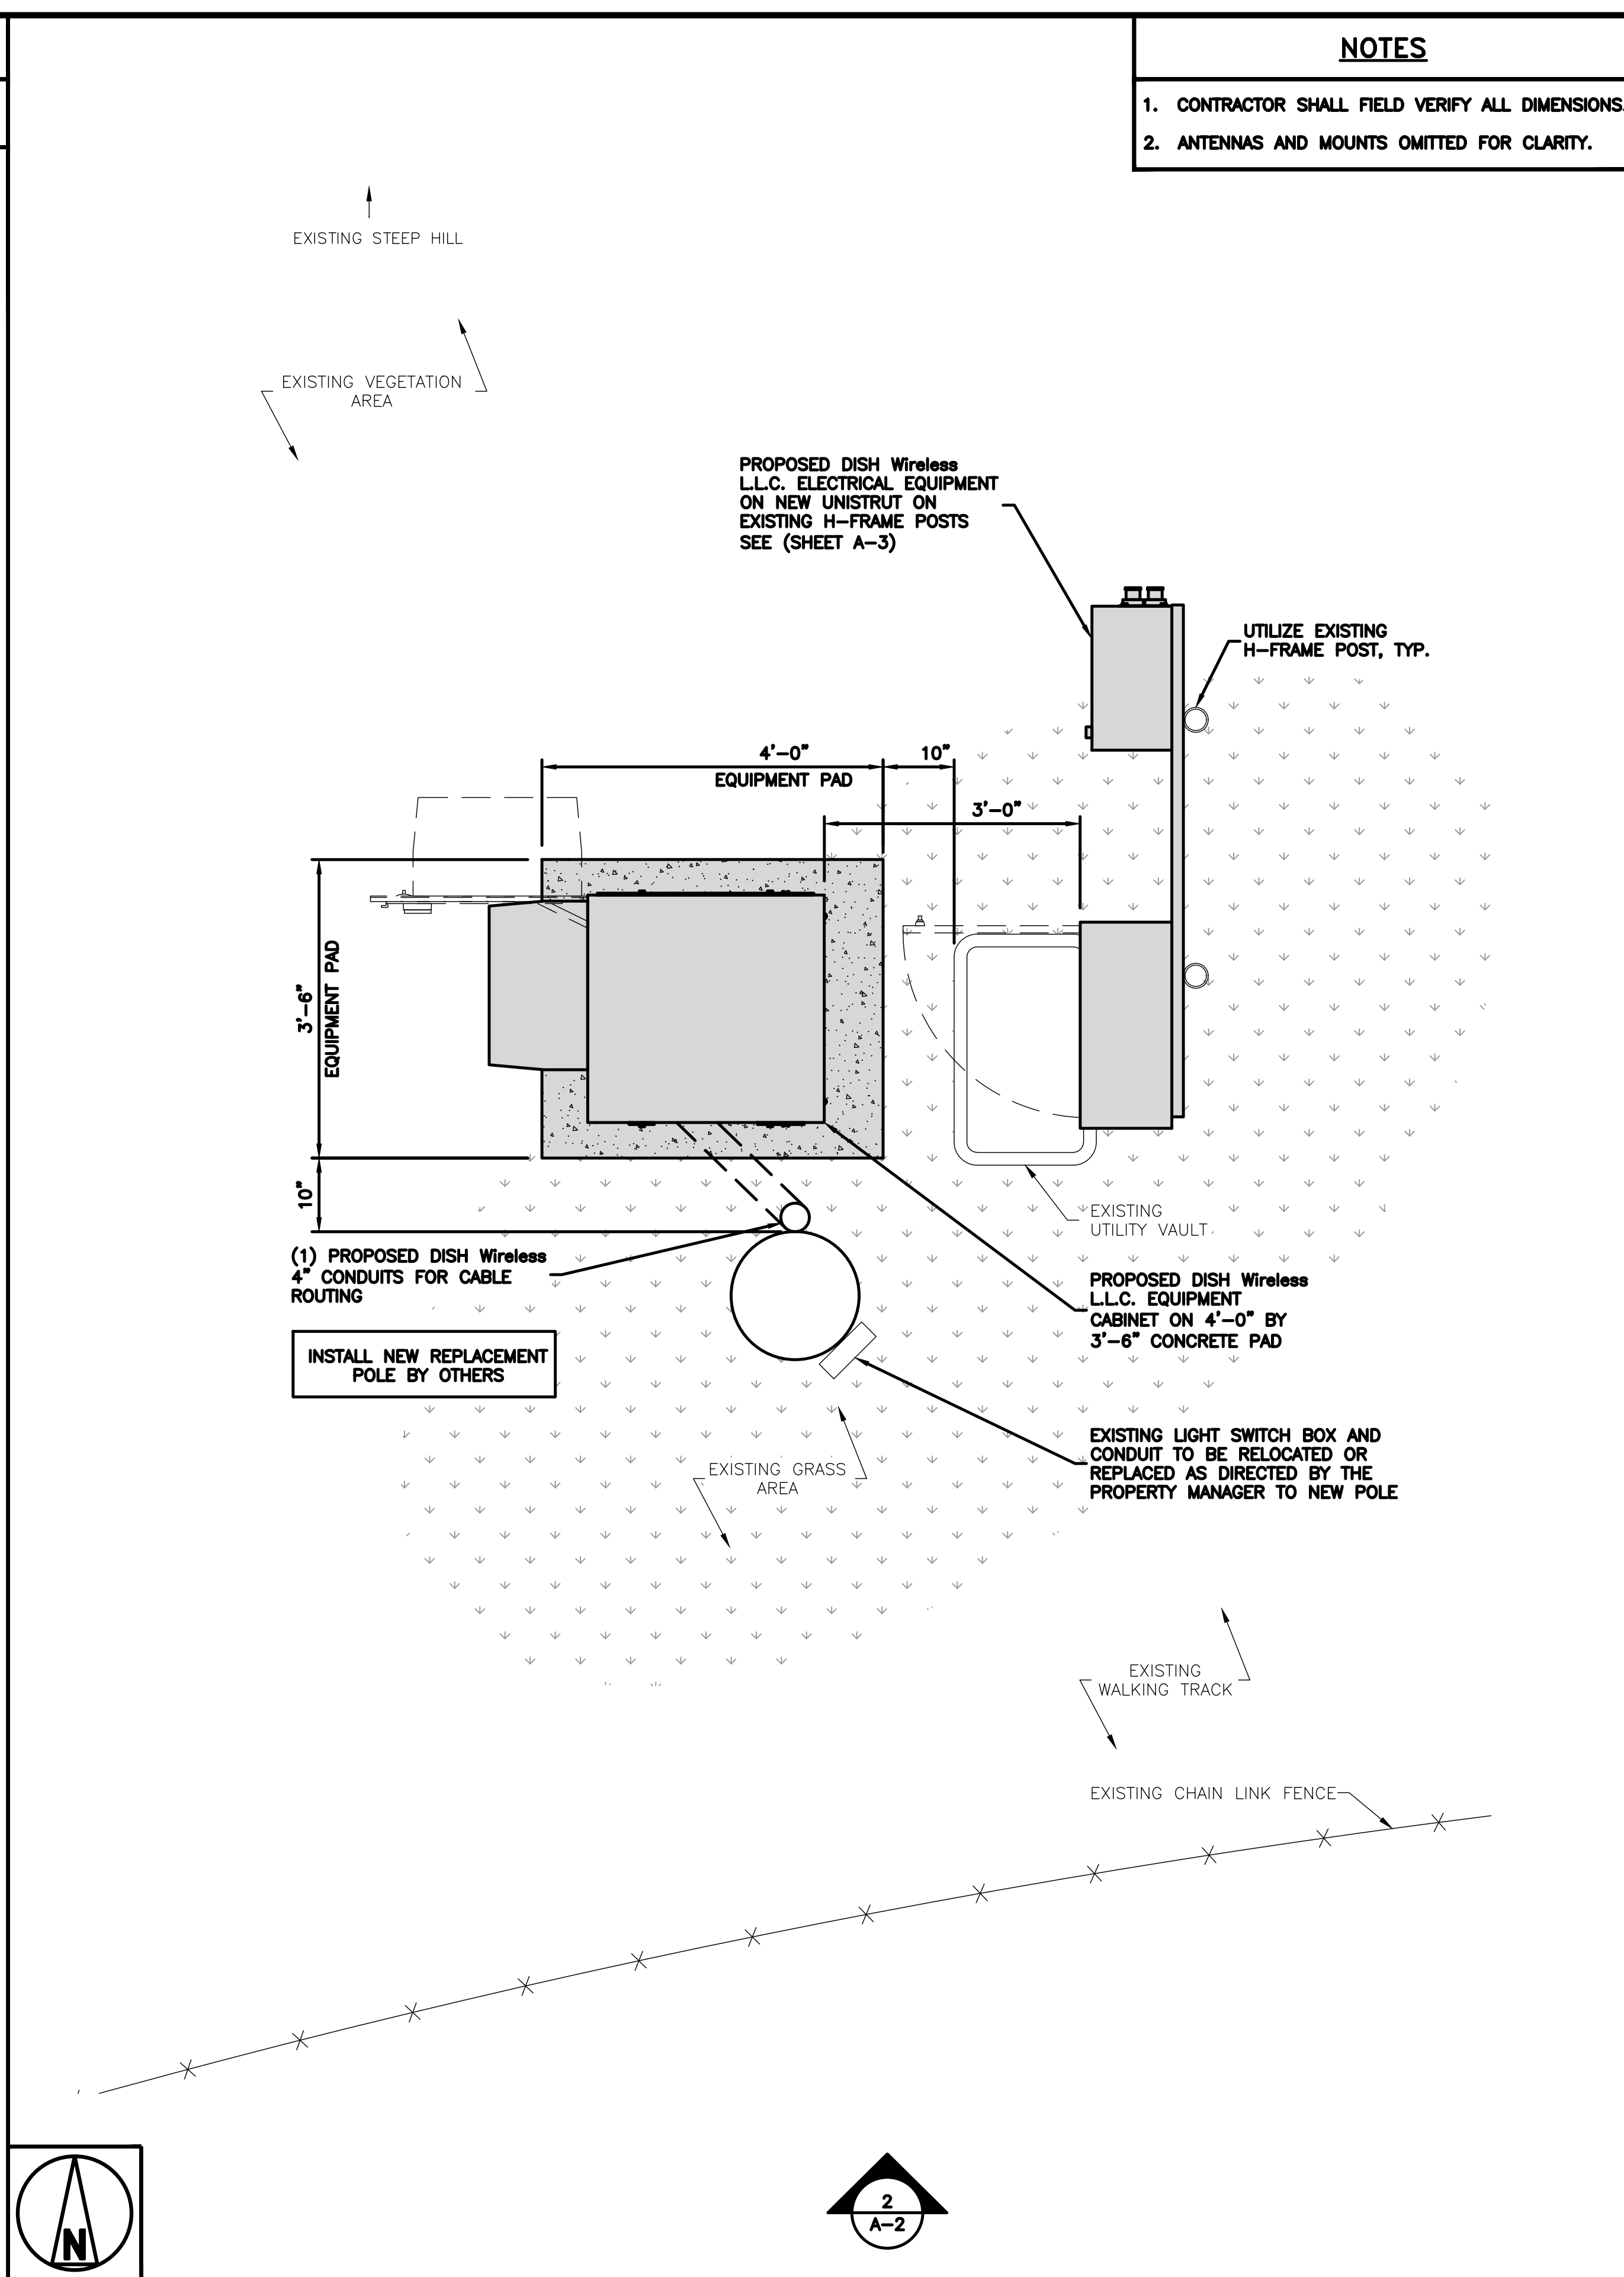 NOTES
1. CONTRACTOR SHALL FIELD VERIFY ALL DIMENSIONS.
2. ANTENNAS AND MOUNTS OMITTED FOR CLARITY.
EXISTING STEEP HILL
EXISTING VEGETATION
AREA
PROPOSED DISH Wireless
L.L.C. ELECTRICAL EQUIPMENT
ON NEW UNISTRUT ON
EXISTING H-FRAME POSTS
SEE (SHEET A-3)
UTILIZE EXISTING
H-FRAME POST, TYP.
4'-0"
EQUIPMENT PAD
10"
3'-0"
3'-6"
EQUIPMENT PAD
10"
EXISTING
UTILITY VAULT
(1) PROPOSED DISH Wireless
4" CONDUITS FOR CABLE
ROUTING
PROPOSED DISH Wireless
L.L.C. EQUIPMENT
CABINET ON 4'-0" BY
3'-6" CONCRETE PAD
INSTALL NEW REPLACEMENT
POLE BY OTHERS
EXISTING LIGHT SWITCH BOX AND
CONDUIT TO BE RELOCATED OR
REPLACED AS DIRECTED BY THE
PROPERTY MANAGER TO NEW POLE
EXISTING GRASS
AREA
EXISTING
WALKING TRACK
EXISTING CHAIN LINK FENCE
N
2
A-2